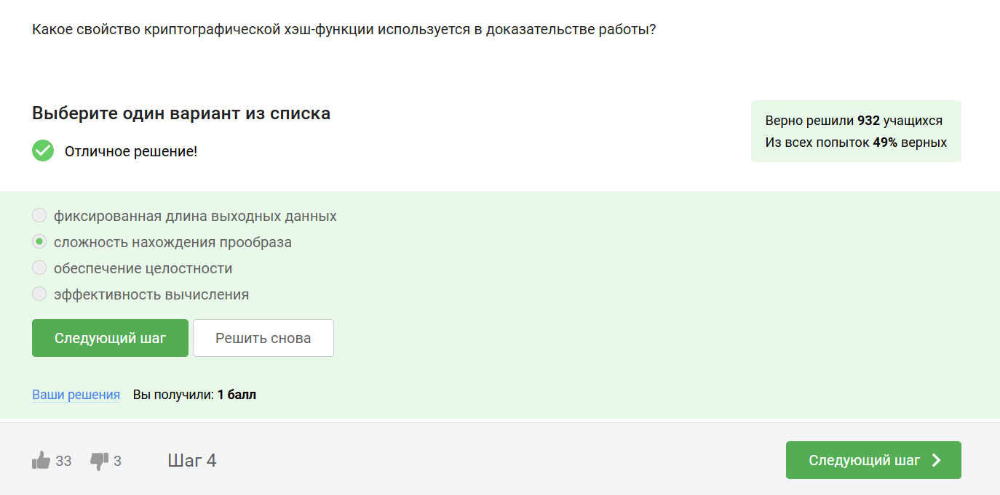 Какое свойство криптографической хэш-функции используется в доказательстве работы?
Выберите один вариант из списка
Отличное решение!
Верно решили 932 учащихся
Из всех попыток 49% верных
фиксированная длина выходных данных
сложность нахождения прообраза
обеспечение целостности
эффективность вычисления
Следующий шаг
Решить снова
Ваши решения Вы получили: 1 балл
33 3 Шаг 4 Следующий шаг